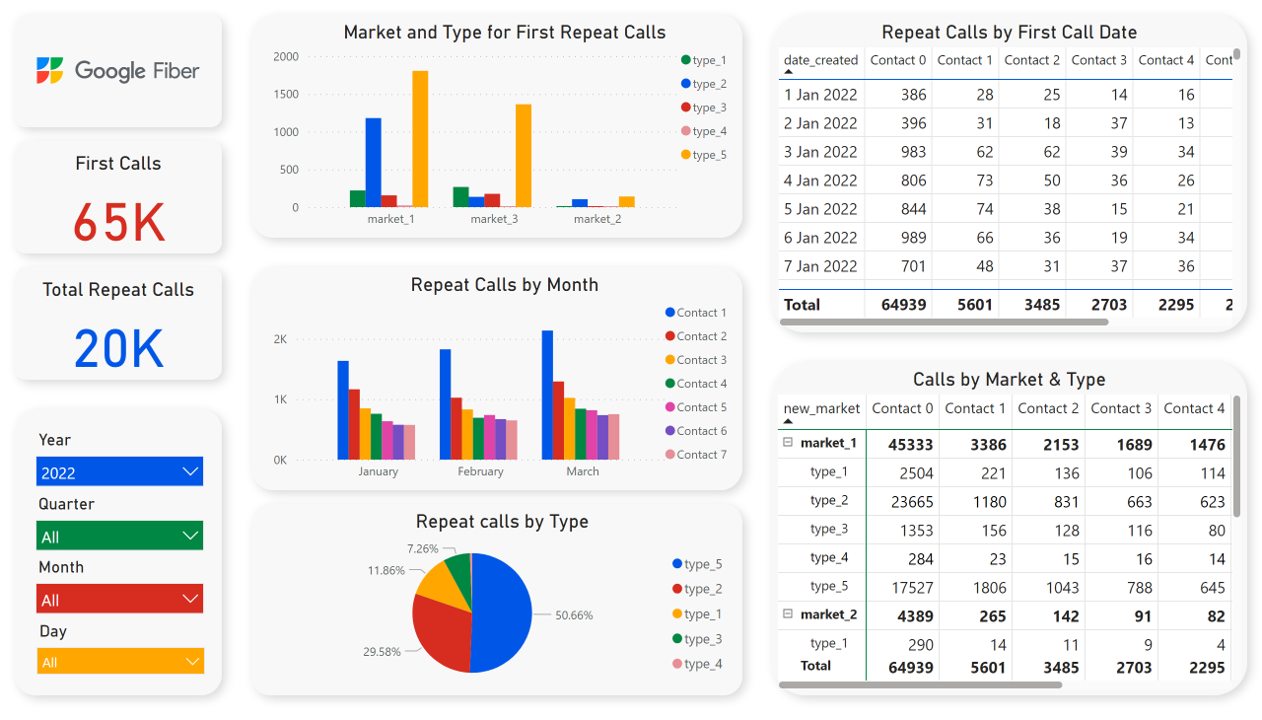 Google Fiber
First Calls
65K
Total Repeat Calls
20K
Year
2022
Quarter
All
Month
All
Day
All
Market and Type for First Repeat Calls
2000
1500
1000
500
0
market_1 market_3 market_2
type_1
type_2
type_3
type_4
type_5
Repeat Calls by Month
2K
1K
0K
January February March
Contact 1
Contact 2
Contact 3
Contact 4
Contact 5
Contact 6
Contact 7
Repeat calls by Type
7.26%
11.86%
50.66%
29.58%
type_5
type_2
type_1
type_3
type_4
Repeat Calls by First Call Date
date_created Contact 0 Contact 1 Contact 2 Contact 3 Contact 4 Cont
1 Jan 2022 386 28 25 14 16
2 Jan 2022 396 31 18 37 13
3 Jan 2022 983 62 62 39 34
4 Jan 2022 806 73 50 36 26
5 Jan 2022 844 74 38 15 21
6 Jan 2022 989 66 36 19 34
7 Jan 2022 701 48 31 37 36
Total 64939 5601 3485 2703 2295 2
Calls by Market & Type
new_market Contact 0 Contact 1 Contact 2 Contact 3 Contact 4
market_1 45333 3386 2153 1689 1476
type_1 2504 221 136 106 114
type_2 23665 1180 831 663 623
type_3 1353 156 128 116 80
type_4 284 23 15 16 14
type_5 17527 1806 1043 788 645
market_2 4389 265 142 91 82
type_1 290 14 11 9 4
Total 64939 5601 3485 2703 2295